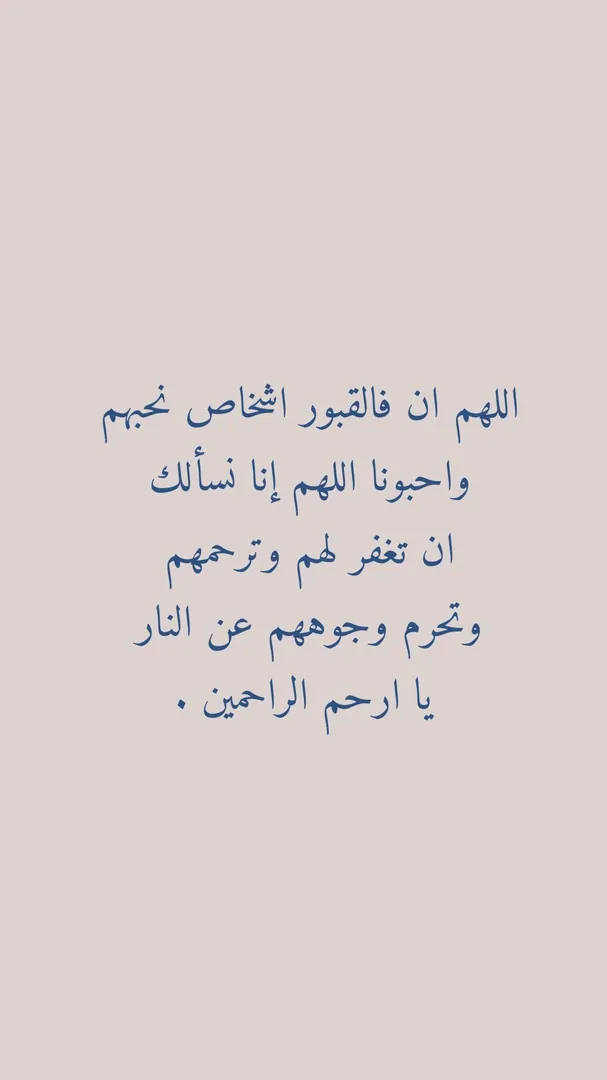 اللهم ان فالقبور اشخاص نحبهم
واحبونا اللهم إنا نسألك
ان تغفر لهم وترحمهم
وتحرم وجوههم عن النار
يا ارحم الراحمين .